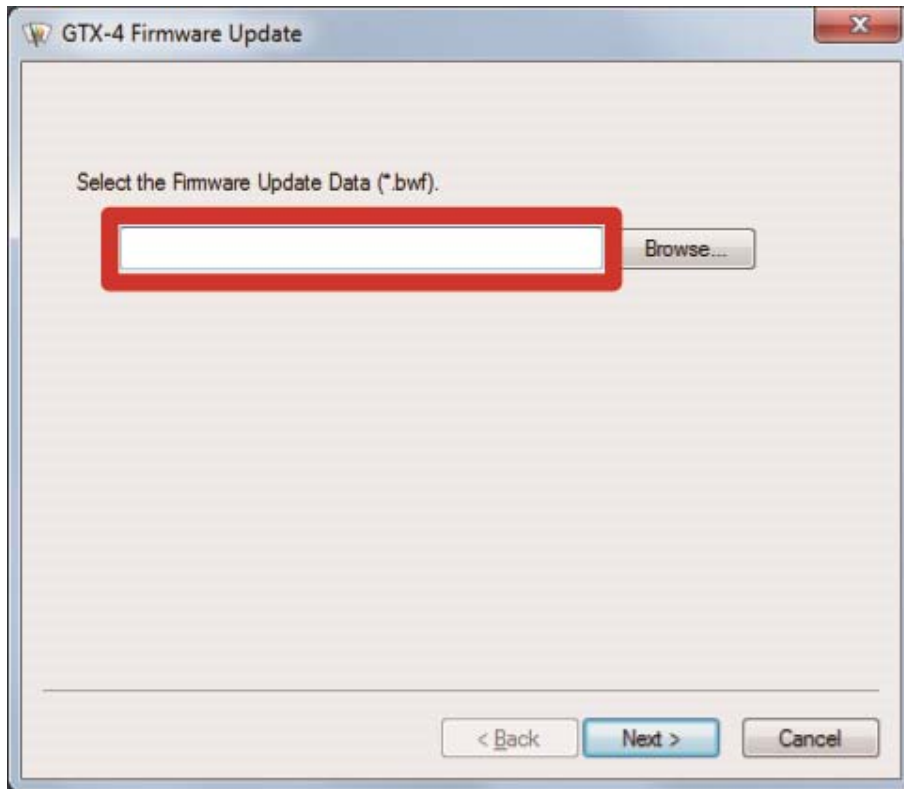 GTX-4 Firmware Update
Select the Firmware Update Data (*.bwf).
Browse...
< Back
Next >
Cancel